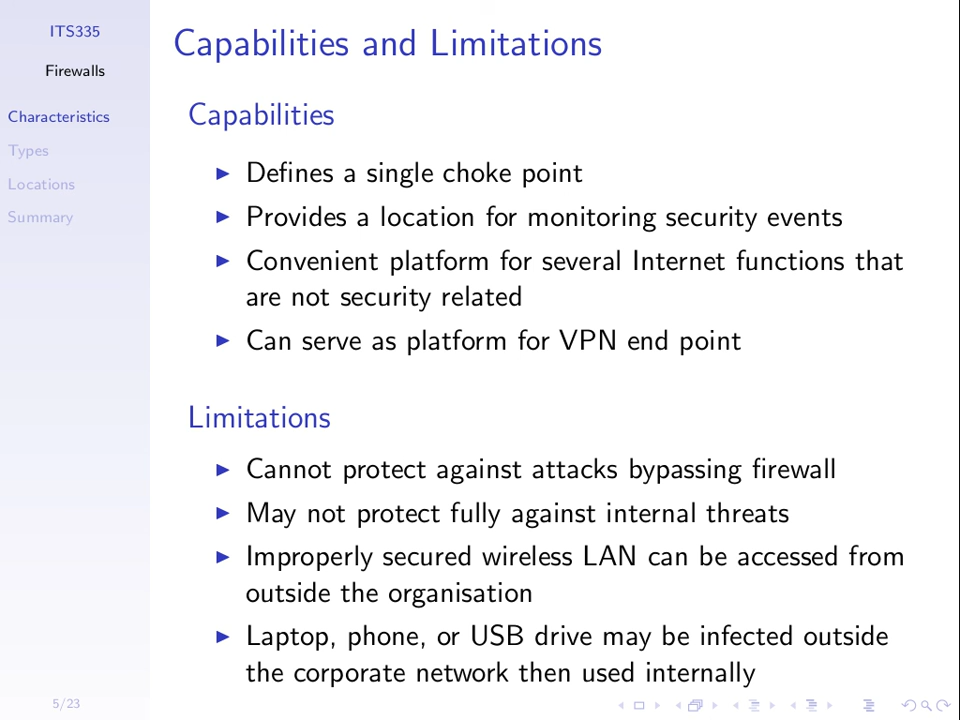 ITS335
Firewalls
Characteristics
Types
Locations
Summary
Capabilities and Limitations
Capabilities
Defines a single choke point
Provides a location for monitoring security events
Convenient platform for several Internet functions that
are not security related
Can serve as platform for VPN end point
Limitations
Cannot protect against attacks bypassing firewall
May not protect fully against internal threats
Improperly secured wireless LAN can be accessed from
outside the organisation
Laptop, phone, or USB drive may be infected outside
the corporate network then used internally
5/23